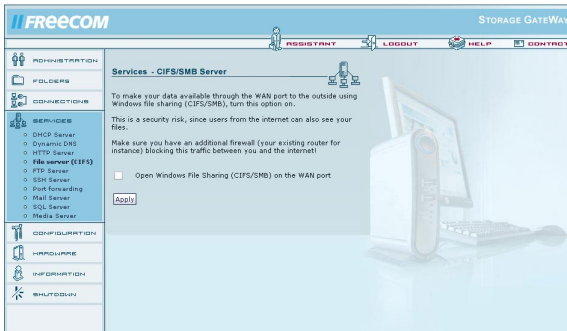 FREECOM
STORAGE GATEWAY
ASSISTANT
LOGOUT
HELP
CONTACT
ADMINISTRATION
FOLDERS
CONNECTIONS
SERVICES
DHCP Server
Dynamic DNS
HTTP Server
File server (CIFS)
FTP Server
SSH Server
Port forwarding
Mail Server
SQL Server
Media Server
CONFIGURATION
HARDWARE
INFORMATION
SHUTDOWN
Services - CIFS/SMB Server
To make your data available through the WAN port to the outside using
Windows file sharing (CIFS/SMB), turn this option on.
This is a security risk, since users from the internet can also see your
files.
Make sure you have an additional firewall (your existing router for
instance) blocking this traffic between you and the internet!
Open Windows File Sharing (CIFS/SMB) on the WAN port
Apply